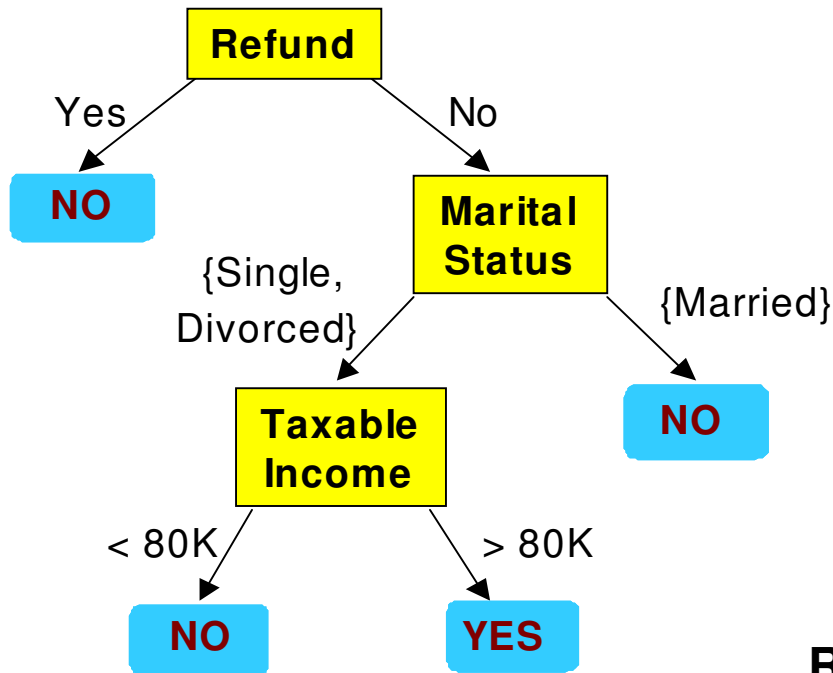 Refund
Yes
No
NO
Marital
Status
{Single,
Divorced}
{Married}
Taxable
Income
NO
< 80K
> 80K
NO
YES